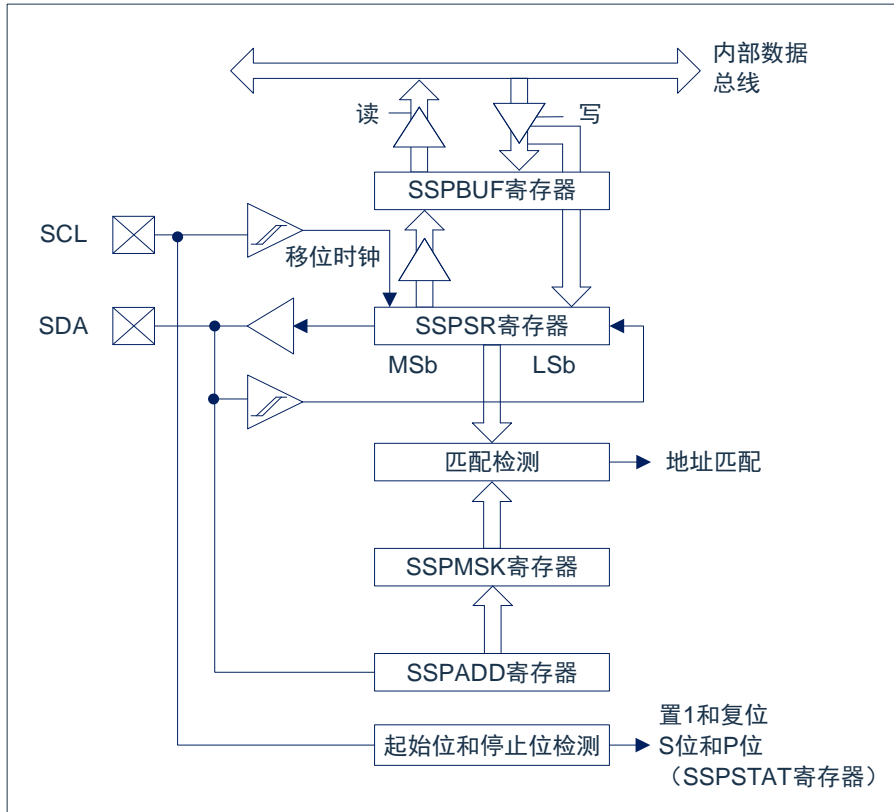 内部数据
总线
读
写
SSPBUF寄存器
SCL
移位时钟
SDA
SSPSR寄存器
MSb
LSb
匹配检测
地址匹配
SSPMSK寄存器
SSPADD寄存器
起始位和停止位检测
置1和复位
S位和P位
（SSPSTAT寄存器）